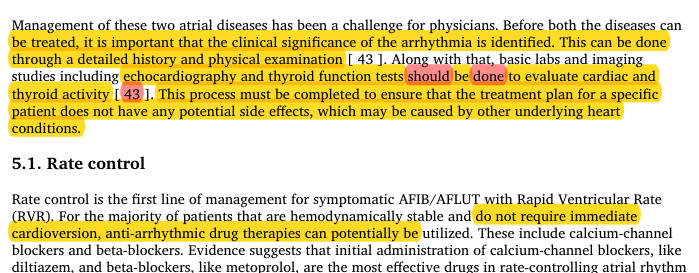 Management of these two atrial diseases has been a challenge for physicians. Before both the diseases can
be treated, it is important that the clinical significance of the arrhythmia is identified. This can be done
through a detailed history and physical examination [ 43 ]. Along with that, basic labs and imaging
studies including echocardiography and thyroid function tests should be done to evaluate cardiac and
thyroid activity [ 43 ]. This process must be completed to ensure that the treatment plan for a specific
patient does not have any potential side effects, which may be caused by other underlying heart
conditions.
5.1. Rate control
Rate control is the first line of management for symptomatic AFIB/AFLUT with Rapid Ventricular Rate
(RVR). For the majority of patients that are hemodynamically stable and do not require immediate
cardioversion, anti-arrhythmic drug therapies can potentially be utilized. These include calcium-channel
blockers and beta-blockers. Evidence suggests that initial administration of calcium-channel blockers, like
diltiazem, and beta-blockers, like metoprolol, are the most effective drugs in rate-controlling atrial rhythm